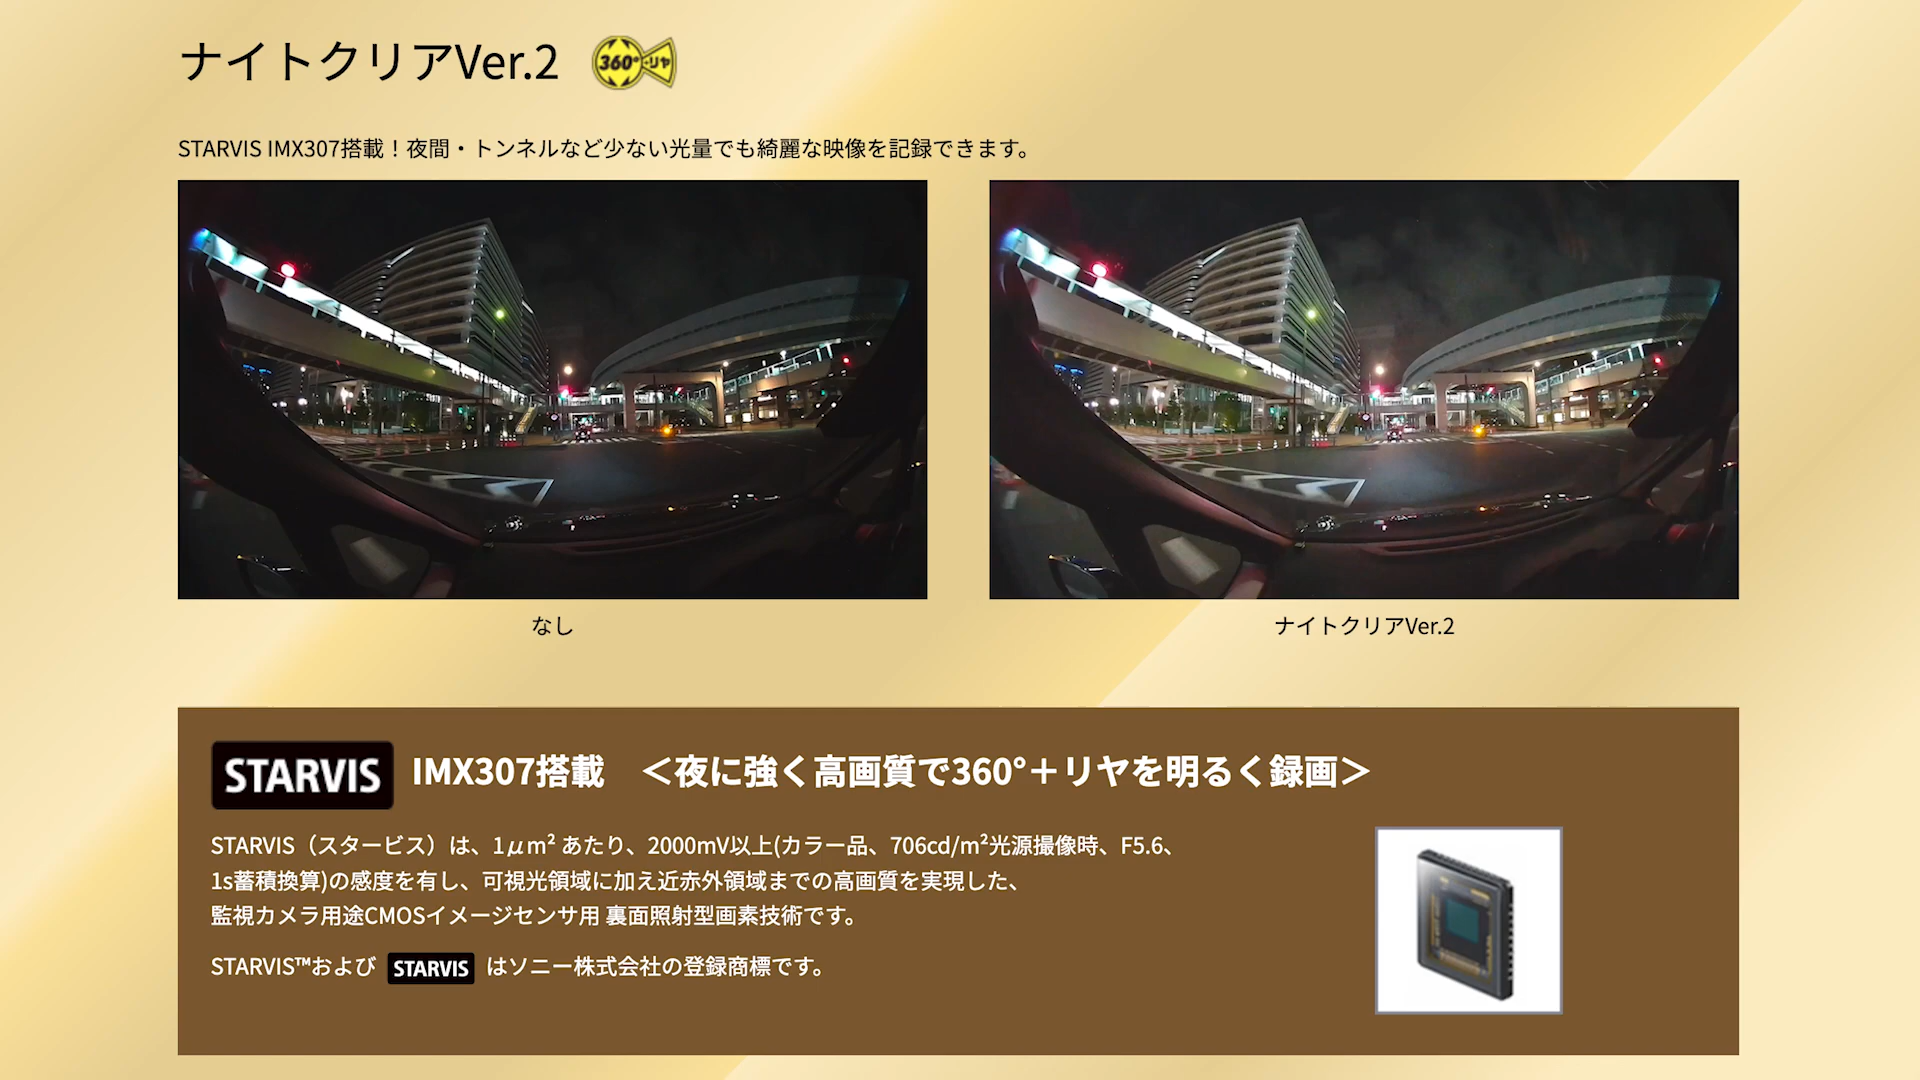 ナイトクリアVer.2
360°+リヤ
STARVIS IMX307搭載！夜間・トンネルなど少ない光量でも綺麗な映像を記録できます。
なし
ナイトクリアVer.2
STARVIS IMX307搭載　＜夜に強く高画質で360°＋リヤを明るく録画＞
STARVIS（スタービス）は、1μm² あたり、2000mV以上(カラー品、706cd/m²光源撮像時、F5.6、
1s蓄積換算)の感度を有し、可視光領域に加え近赤外領域までの高画質を実現した、
監視カメラ用途CMOSイメージセンサ用 裏面照射型画素技術です。
STARVIS™および STARVIS はソニー株式会社の登録商標です。